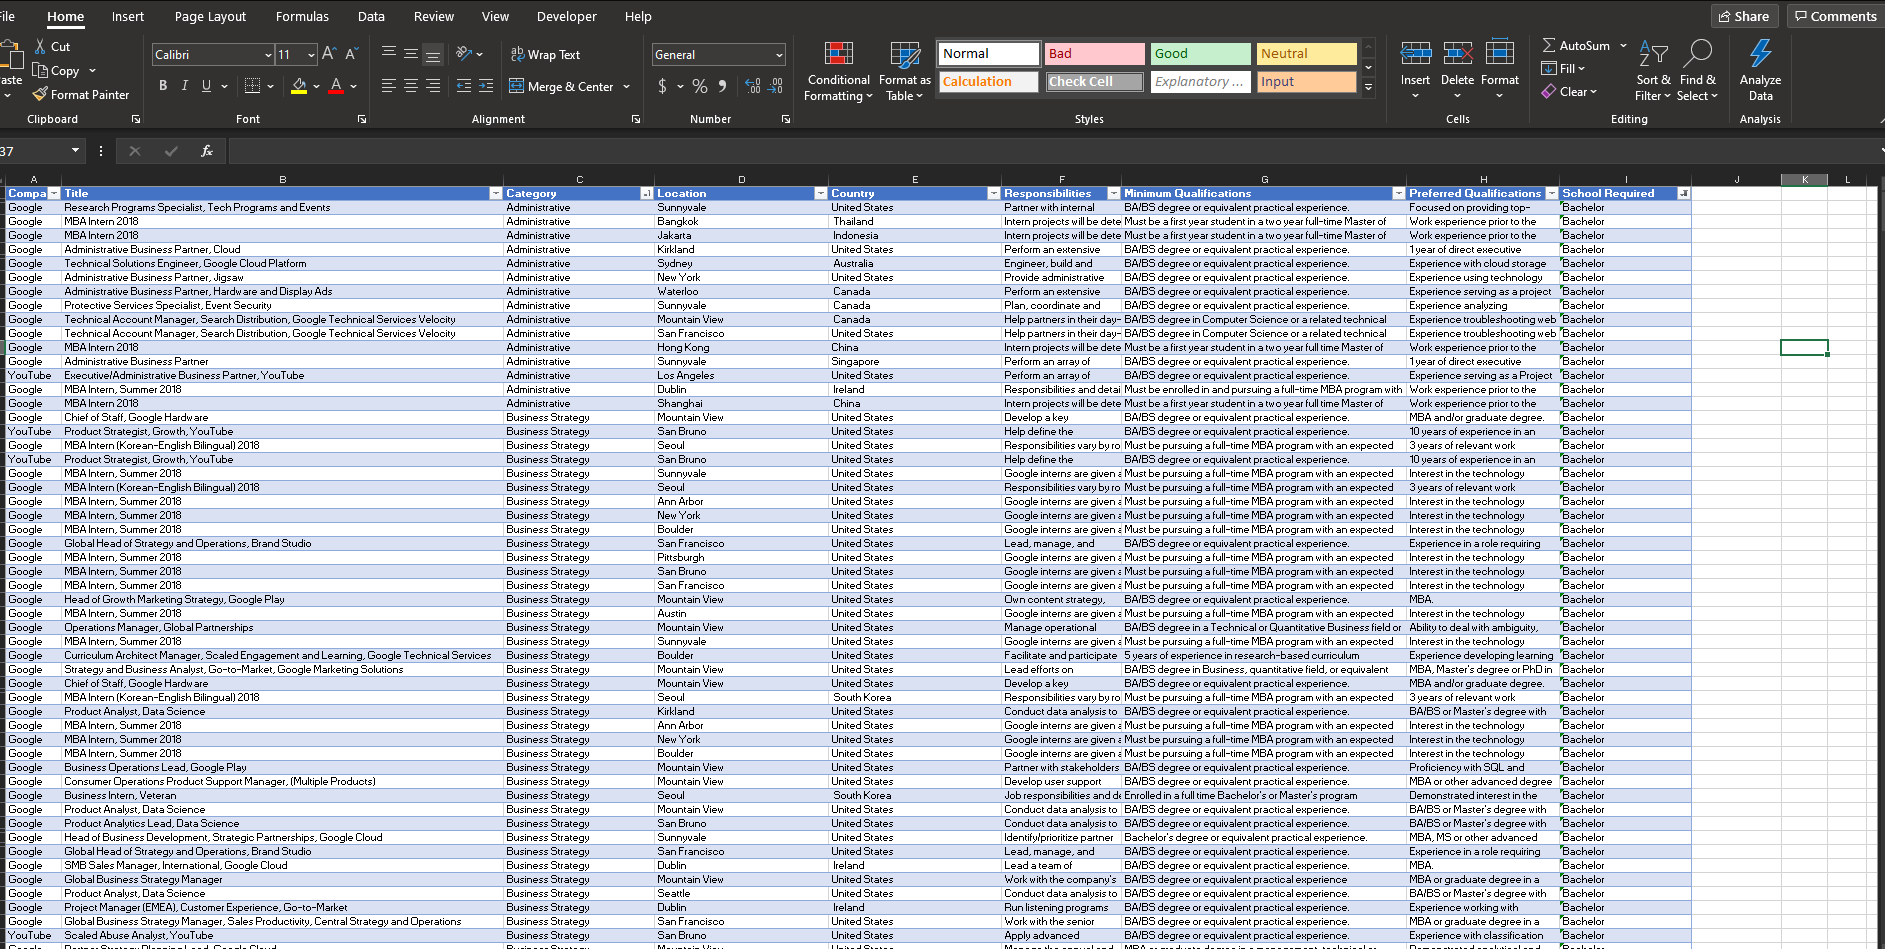 File Home Insert Page Layout Formulas Data Review View Developer Help Share Comments
Cut Calibri 11 A A Wrap Text General Normal Bad Good Neutral AutoSum
Copy Conditional Formatting Format as Table Insert Delete Format Fill Sort & Filter Find & Select Analyze Data
Format Painter B I U A Merge & Center $ % Calculation Check Cell Explanatory ... Input Clear
Clipboard Font Alignment Number Styles Cells Editing Analysis
37 fx
A B C D E F G H I J K L
Compa Title Category Location Country Responsibilities Minimum Qualifications Preferred Qualifications School Required
Google Research Programs Specialist, Tech Programs and Events Administrative Sunnyvale United States Partner with internal BA/BS degree or equivalent practical experience. Focused on providing top- Bachelor
Google MBA Intern 2018 Administrative Bangkok Thailand Intern projects will be dete Must be a first year student in a two year full-time Master of Work experience prior to the Bachelor
Google MBA Intern 2018 Administrative Jakarta Indonesia Intern projects will be dete Must be a first year student in a two year full-time Master of Work experience prior to the Bachelor
Google Administrative Business Partner, Cloud Administrative Kirkland United States Perform an extensive BA/BS degree or equivalent practical experience. 1 year of direct executive Bachelor
Google Technical Solutions Engineer, Google Cloud Platform Administrative Sydney Australia Engineer, build and BA/BS degree or equivalent practical experience. Experience with cloud storage Bachelor
Google Administrative Business Partner, Jigsaw Administrative New York United States Provide administrative BA/BS degree or equivalent practical experience. Experience using technology Bachelor
Google Administrative Business Partner, Hardware and Display Ads Administrative Waterloo Canada Perform an extensive BA/BS degree or equivalent practical experience. Experience serving as a project Bachelor
Google Protective Services Specialist, Event Security Administrative Sunnyvale Canada Plan, coordinate and BA/BS degree or equivalent practical experience. Experience analyzing Bachelor
Google Technical Account Manager, Search Distribution, Google Technical Services Velocity Administrative Mountain View Canada Help partners in their day- BA/BS degree in Computer Science or a related technical Experience troubleshooting web Bachelor
Google Technical Account Manager, Search Distribution, Google Technical Services Velocity Administrative San Francisco United States Help partners in their day- BA/BS degree in Computer Science or a related technical Experience troubleshooting web Bachelor
Google MBA Intern 2018 Administrative Hong Kong China Intern projects will be dete Must be a first year student in a two year full time Master of Work experience prior to the Bachelor
Google Administrative Business Partner Administrative Sunnyvale Singapore Perform an array of BA/BS degree or equivalent practical experience. 1 year of direct executive Bachelor
YouTube Executive/Administrative Business Partner, YouTube Administrative Los Angeles United States Perform an array of BA/BS degree or equivalent practical experience. Experience serving as a Project Bachelor
Google MBA Intern, Summer 2018 Administrative Dublin Ireland Responsibilities and detai Must be enrolled in and pursuing a full-time MBA program with Work experience prior to the Bachelor
Google MBA Intern 2018 Administrative Shanghai China Intern projects will be dete Must be a first year student in a two year full time Master of Work experience prior to the Bachelor
Google Chief of Staff, Google Hardware Business Strategy Mountain View United States Develop a key BA/BS degree or equivalent practical experience. MBA and/or graduate degree. Bachelor
YouTube Product Strategist, Growth, YouTube Business Strategy San Bruno United States Help define the BA/BS degree or equivalent practical experience. 10 years of experience in an Bachelor
Google MBA Intern (Korean-English Bilingual) 2018 Business Strategy Seoul United States Responsibilities vary by ro Must be pursuing a full-time MBA program with an expected 3 years of relevant work Bachelor
YouTube Product Strategist, Growth, YouTube Business Strategy San Bruno United States Help define the BA/BS degree or equivalent practical experience. 10 years of experience in an Bachelor
Google MBA Intern, Summer 2018 Business Strategy Sunnyvale United States Google interns are given a Must be pursuing a full-time MBA program with an expected Interest in the technology Bachelor
Google MBA Intern (Korean-English Bilingual) 2018 Business Strategy Seoul United States Responsibilities vary by ro Must be pursuing a full-time MBA program with an expected 3 years of relevant work Bachelor
Google MBA Intern, Summer 2018 Business Strategy Ann Arbor United States Google interns are given a Must be pursuing a full-time MBA program with an expected Interest in the technology Bachelor
Google MBA Intern, Summer 2018 Business Strategy New York United States Google interns are given a Must be pursuing a full-time MBA program with an expected Interest in the technology Bachelor
Google MBA Intern, Summer 2018 Business Strategy Boulder United States Google interns are given a Must be pursuing a full-time MBA program with an expected Interest in the technology Bachelor
Google Global Head of Strategy and Operations, Brand Studio Business Strategy San Francisco United States Lead, manage, and BA/BS degree or equivalent practical experience. Experience in a role requiring Bachelor
Google MBA Intern, Summer 2018 Business Strategy Pittsburgh United States Google interns are given a Must be pursuing a full-time MBA program with an expected Interest in the technology Bachelor
Google MBA Intern, Summer 2018 Business Strategy San Bruno United States Google interns are given a Must be pursuing a full-time MBA program with an expected Interest in the technology Bachelor
Google MBA Intern, Summer 2018 Business Strategy San Francisco United States Google interns are given a Must be pursuing a full-time MBA program with an expected Interest in the technology Bachelor
Google Head of Growth Marketing Strategy, Google Play Business Strategy Mountain View United States Own content strategy, BA/BS degree or equivalent practical experience. MBA. Bachelor
Google MBA Intern, Summer 2018 Business Strategy Austin United States Google interns are given a Must be pursuing a full-time MBA program with an expected Interest in the technology Bachelor
Google Operations Manager, Global Partnerships Business Strategy Mountain View United States Manage operational BA/BS degree in a Technical or Quantitative Business field or Ability to deal with ambiguity, Bachelor
Google MBA Intern, Summer 2018 Business Strategy Sunnyvale United States Google interns are given a Must be pursuing a full-time MBA program with an expected Interest in the technology Bachelor
Google Curriculum Architect Manager, Scaled Engagement and Learning, Google Technical Services Business Strategy Boulder United States Facilitate and participate 5 years of experience in research-based curriculum Experience developing learning Bachelor
Google Strategy and Business Analyst, Go-to-Market, Google Marketing Solutions Business Strategy Mountain View United States Lead efforts on BA/BS degree in Business, quantitative field, or equivalent MBA, Master's degree or PhD in Bachelor
Google Chief of Staff, Google Hardware Business Strategy Mountain View United States Develop a key BA/BS degree or equivalent practical experience. MBA and/or graduate degree. Bachelor
Google MBA Intern (Korean-English Bilingual) 2018 Business Strategy Seoul South Korea Responsibilities vary by ro Must be pursuing a full-time MBA program with an expected 3 years of relevant work Bachelor
Google Product Analyst, Data Science Business Strategy Kirkland United States Conduct data analysis to BA/BS degree or equivalent practical experience. BA/BS or Master's degree with Bachelor
Google MBA Intern, Summer 2018 Business Strategy Ann Arbor United States Google interns are given a Must be pursuing a full-time MBA program with an expected Interest in the technology Bachelor
Google MBA Intern, Summer 2018 Business Strategy New York United States Google interns are given a Must be pursuing a full-time MBA program with an expected Interest in the technology Bachelor
Google MBA Intern, Summer 2018 Business Strategy Boulder United States Google interns are given a Must be pursuing a full-time MBA program with an expected Interest in the technology Bachelor
Google Business Operations Lead, Google Play Business Strategy Mountain View United States Partner with stakeholders BA/BS degree or equivalent practical experience. Proficiency with SQL and Bachelor
Google Consumer Operations Product Support Manager, (Multiple Products) Business Strategy Mountain View United States Develop user support BA/BS degree or equivalent practical experience. MBA or other advanced degree Bachelor
Google Business Intern, Veteran Business Strategy Seoul South Korea Job responsibilities and de Enrolled in a full time Bachelor's or Master's program Demonstrated interest in the Bachelor
Google Product Analyst, Data Science Business Strategy Mountain View United States Conduct data analysis to BA/BS degree or equivalent practical experience. BA/BS or Master's degree with Bachelor
Google Product Analytics Lead, Data Science Business Strategy San Bruno United States Conduct data analysis to BA/BS degree or equivalent practical experience. BA/BS or Master's degree with Bachelor
Google Head of Business Development, Strategic Partnerships, Google Cloud Business Strategy Sunnyvale United States Identify/prioritize partner Bachelor's degree or equivalent practical experience. MBA, MS or other advanced Bachelor
Google Global Head of Strategy and Operations, Brand Studio Business Strategy San Francisco United States Lead, manage, and BA/BS degree or equivalent practical experience. Experience in a role requiring Bachelor
Google SMB Sales Manager, International, Google Cloud Business Strategy Dublin Ireland Lead a team of BA/BS degree or equivalent practical experience. MBA. Bachelor
Google Global Business Strategy Manager Business Strategy Mountain View United States Work with the company's BA/BS degree or equivalent practical experience. MBA or graduate degree in a Bachelor
Google Product Analyst, Data Science Business Strategy Seattle United States Conduct data analysis to BA/BS degree or equivalent practical experience. BA/BS or Master's degree with Bachelor
Google Project Manager (EMEA), Customer Experience, Go-to-Market Business Strategy Dublin Ireland Run listening programs BA/BS degree or equivalent practical experience. Experience working with Bachelor
Google Global Business Strategy Manager, Sales Productivity, Central Strategy and Operations Business Strategy San Francisco United States Work with the senior BA/BS degree or equivalent practical experience. MBA or graduate degree in a Bachelor
YouTube Scaled Abuse Analyst, YouTube Business Strategy San Bruno United States Apply advanced BA/BS degree or equivalent practical experience. Experience with classification Bachelor